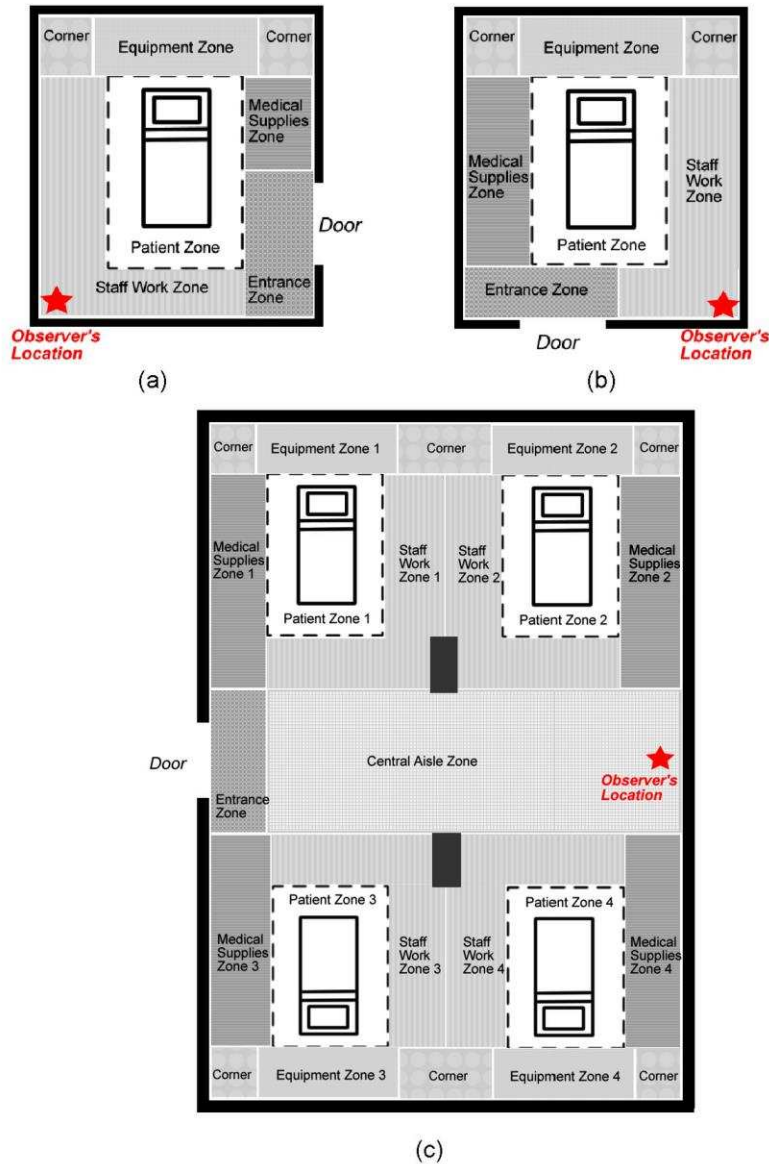 Corner
Equipment Zone
Corner
Medical
Supplies
Zone
Door
Patient Zone
Staff Work Zone
Entrance
Zone
Observer's
Location
(a)
Corner
Equipment Zone
Corner
Medical
Supplies
Zone
Staff
Work
Zone
Patient Zone
Entrance Zone
Door
Observer's
Location
(b)
Corner
Equipment Zone 1
Corner
Equipment Zone 2
Corner
Medical
Supplies
Zone 1
Staff
Work
Zone 1
Staff
Work
Zone 2
Medical
Supplies
Zone 2
Patient Zone 1
Patient Zone 2
Door
Central Aisle Zone
Observer's
Location
Entrance
Zone
Patient Zone 3
Patient Zone 4
Medical
Supplies
Zone 3
Staff
Work
Zone 3
Staff
Work
Zone 4
Medical
Supplies
Zone 4
Corner
Equipment Zone 3
Corner
Equipment Zone 4
Corner
(c)